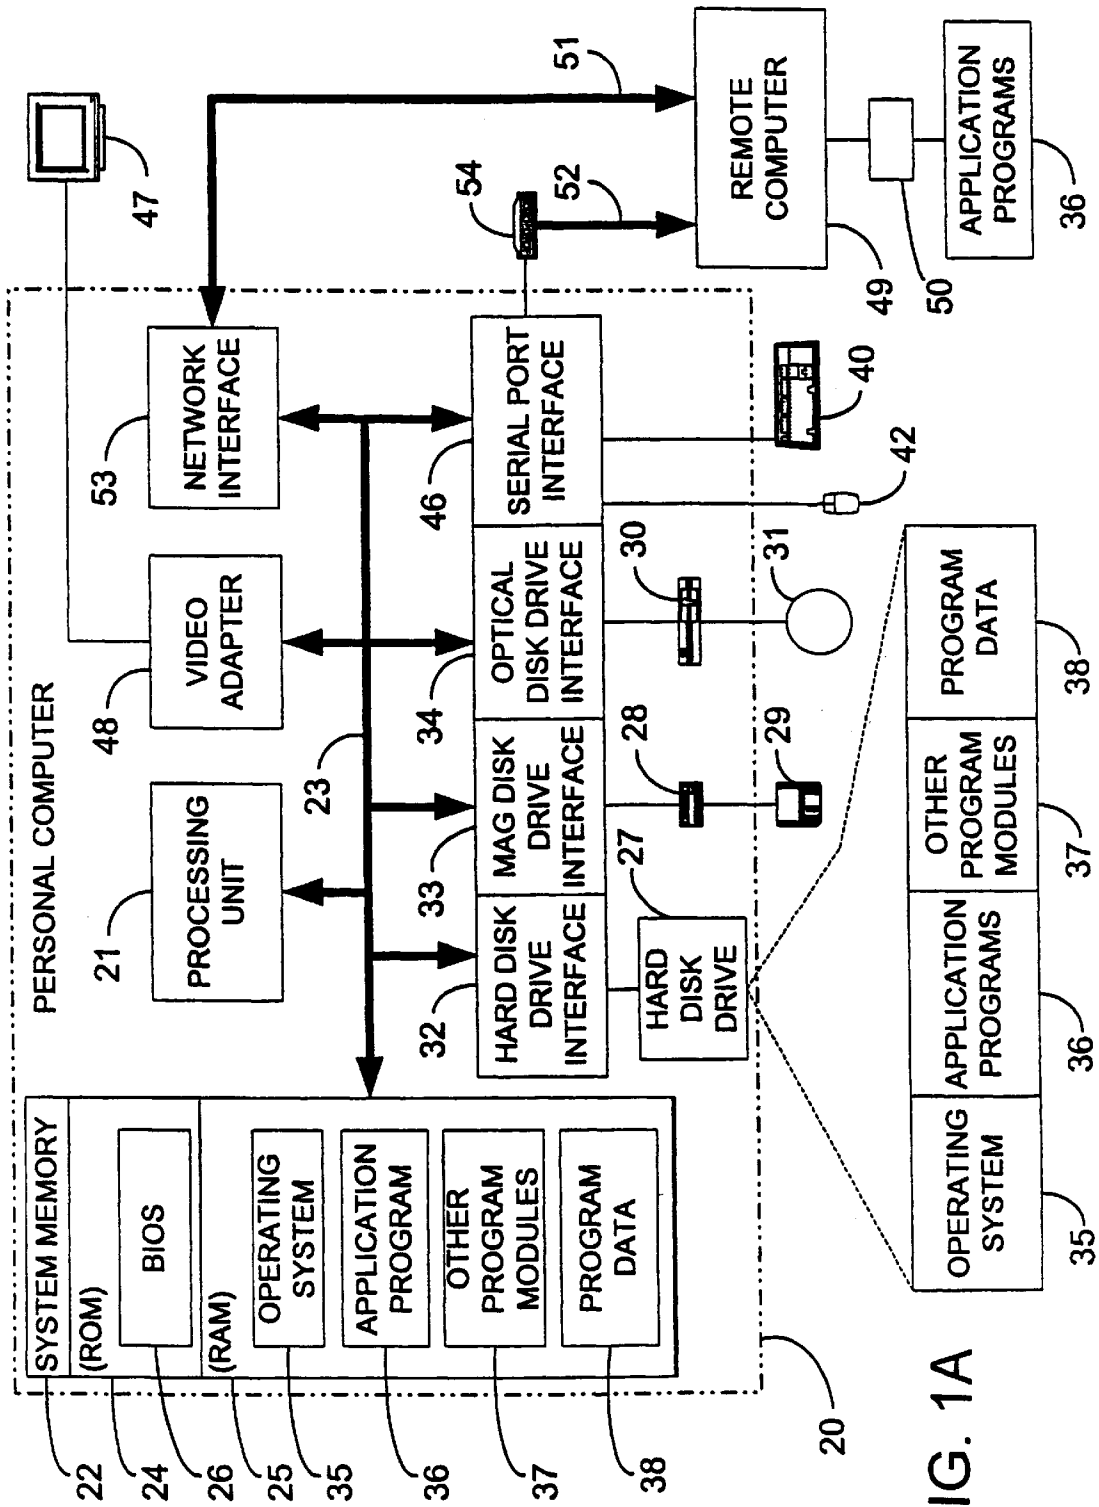 22
24
26
25
35
36
37
38
SYSTEM MEMORY
(ROM)
BIOS
(RAM)
OPERATING
SYSTEM
APPLICATION
PROGRAM
OTHER
PROGRAM
MODULES
PROGRAM
DATA
PERSONAL COMPUTER
21
PROCESSING
UNIT
48
VIDEO
ADAPTER
53
NETWORK
INTERFACE
47
23
32
HARD DISK
DRIVE
INTERFACE
33
MAG DISK
DRIVE
INTERFACE
34
OPTICAL
DISK DRIVE
INTERFACE
46
SERIAL PORT
INTERFACE
54
52
51
HARD
DISK
DRIVE
27
28
29
30
31
42
40
REMOTE
COMPUTER
49
50
APPLICATION
PROGRAMS
36
20
OPERATING
SYSTEM
APPLICATION
PROGRAMS
OTHER
PROGRAM
MODULES
PROGRAM
DATA
35
36
37
38
IG. 1A